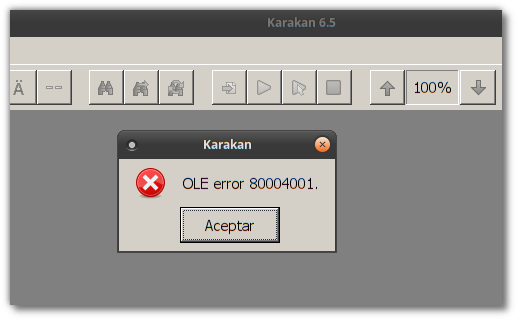 Karakan 6.5
Ä
100%
Karakan
OLE error 80004001.
Aceptar